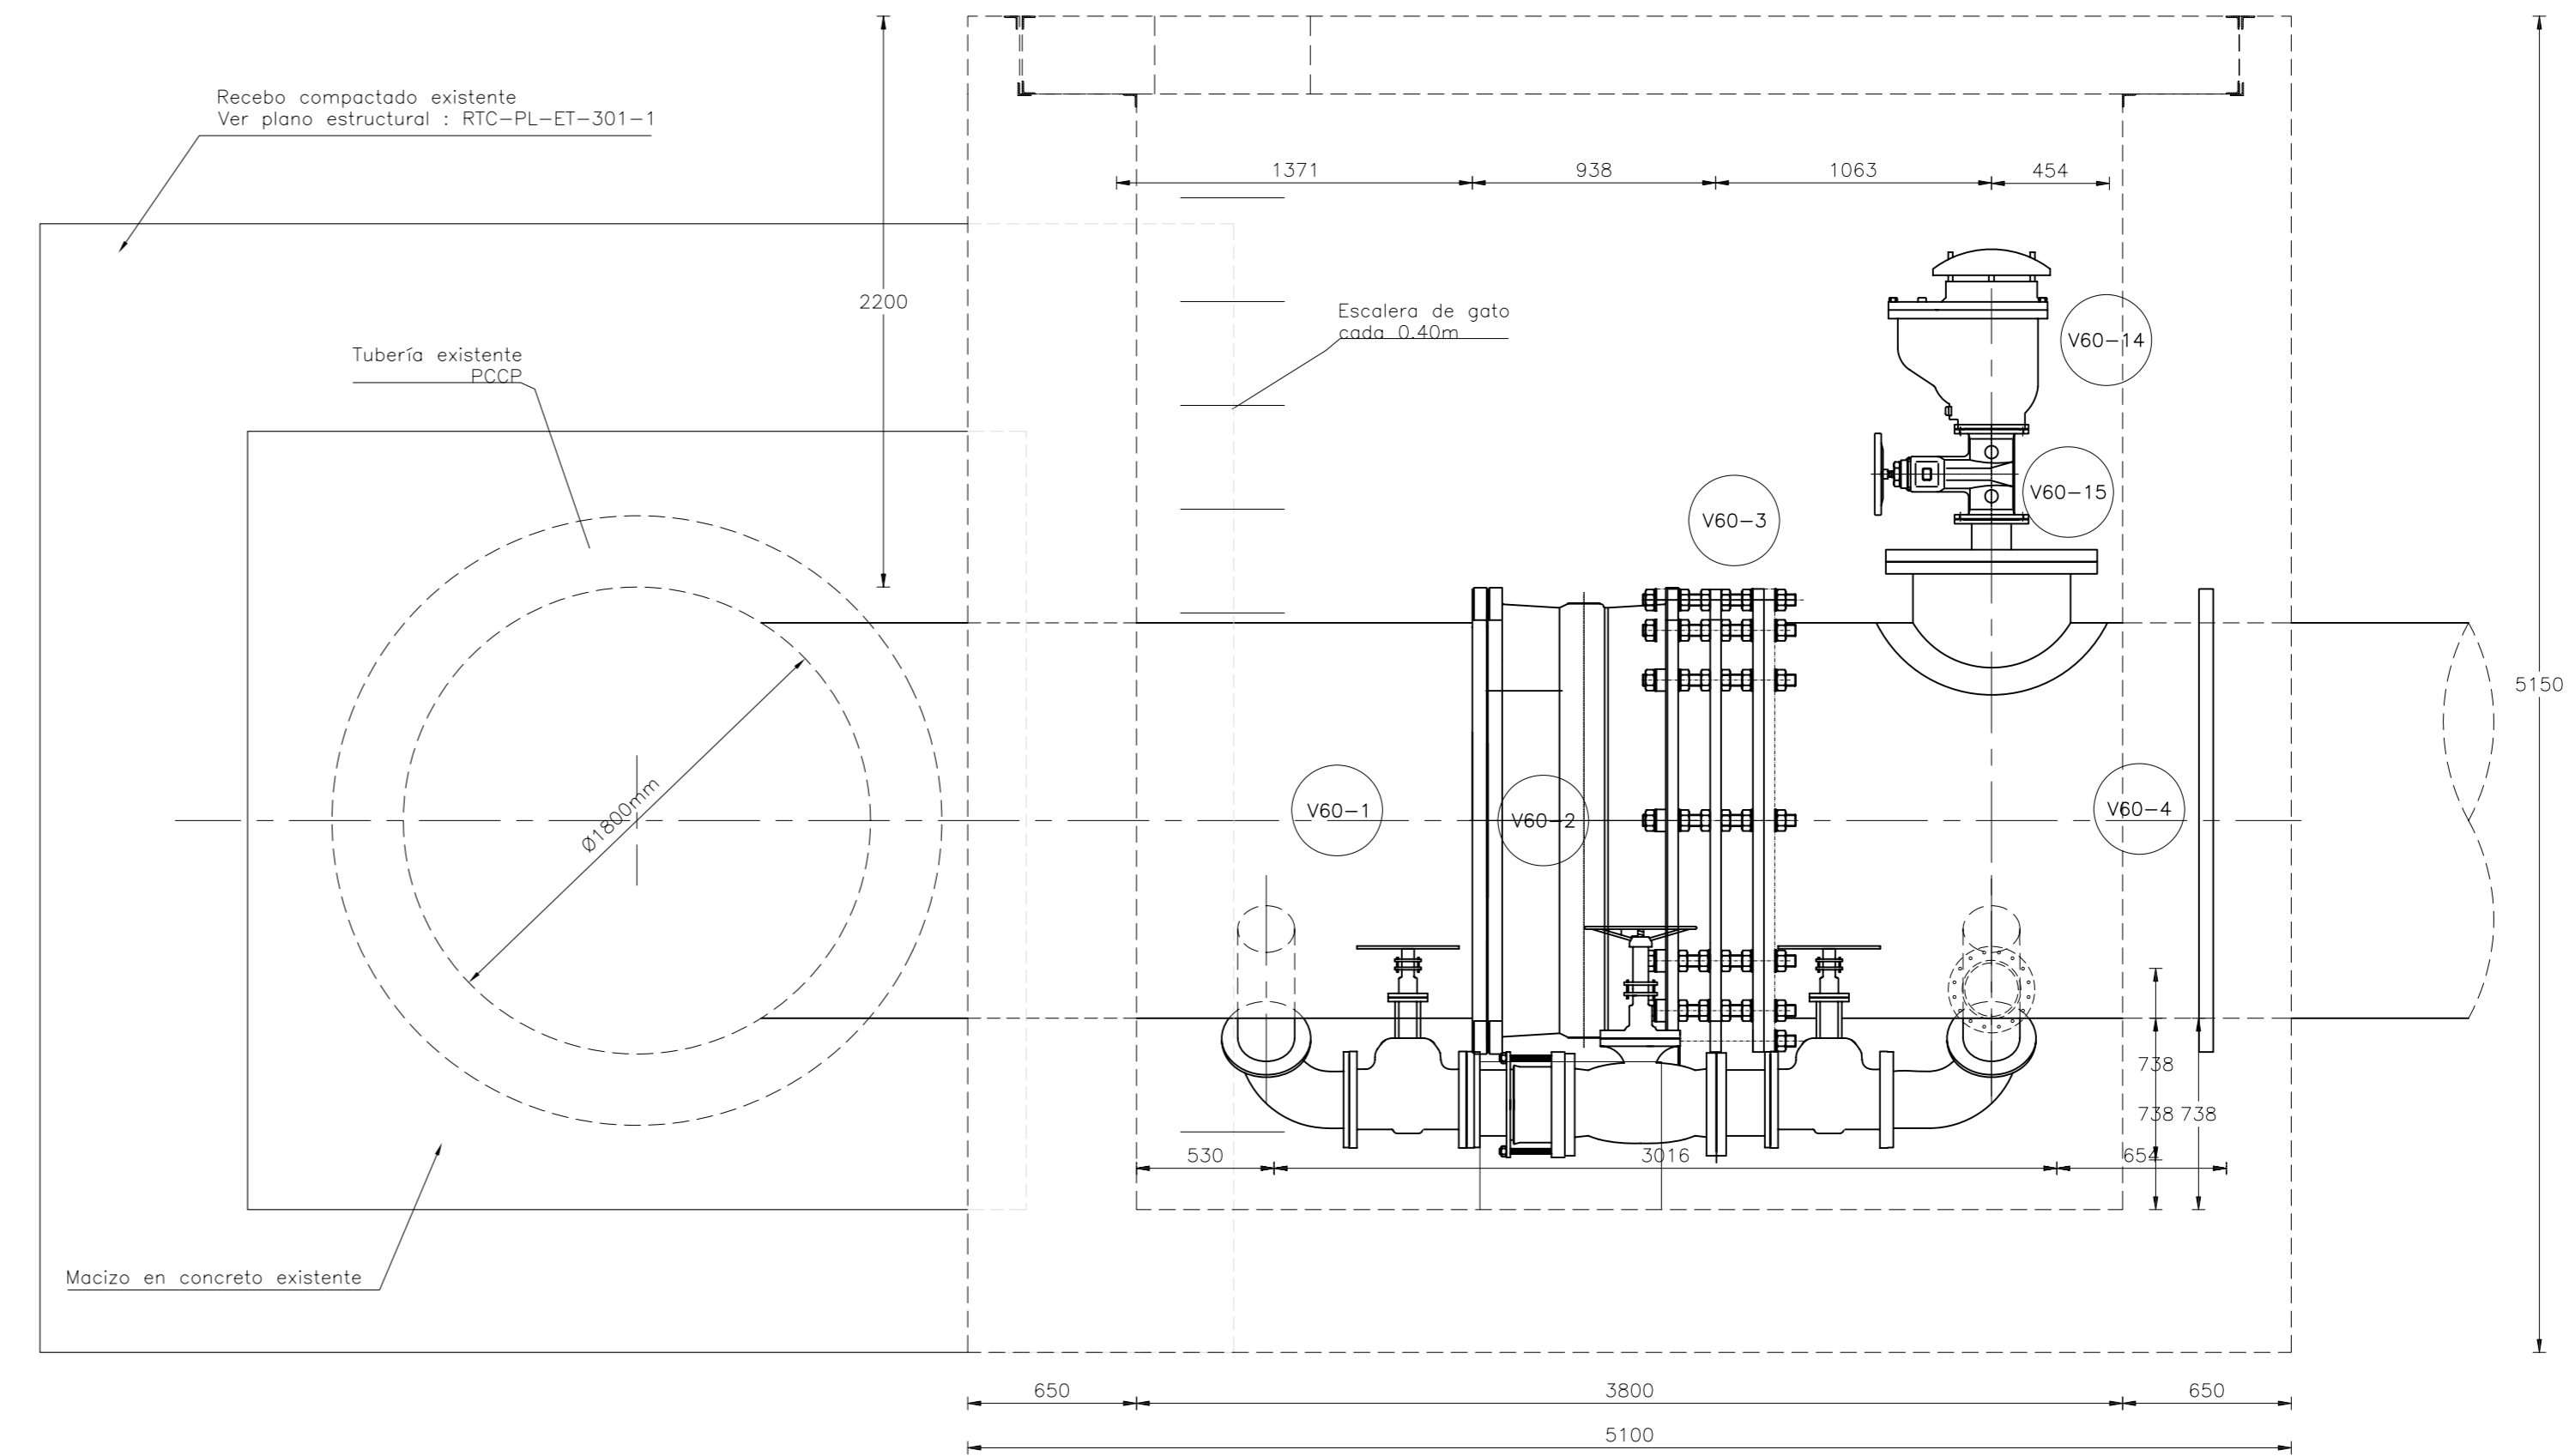 Recebo compactado existente
Ver plano estructural : RTC-PL-ET-301-1
1371
938
1063
454
2200
Escalera de gato
cada 0.40m
V60-14
Tubería existente
PCCP
V60-15
V60-3
5150
Ø1800mm
V60-1
V60-2
V60-4
738
738
738
530
3016
654
Macizo en concreto existente
650
3800
650
5100